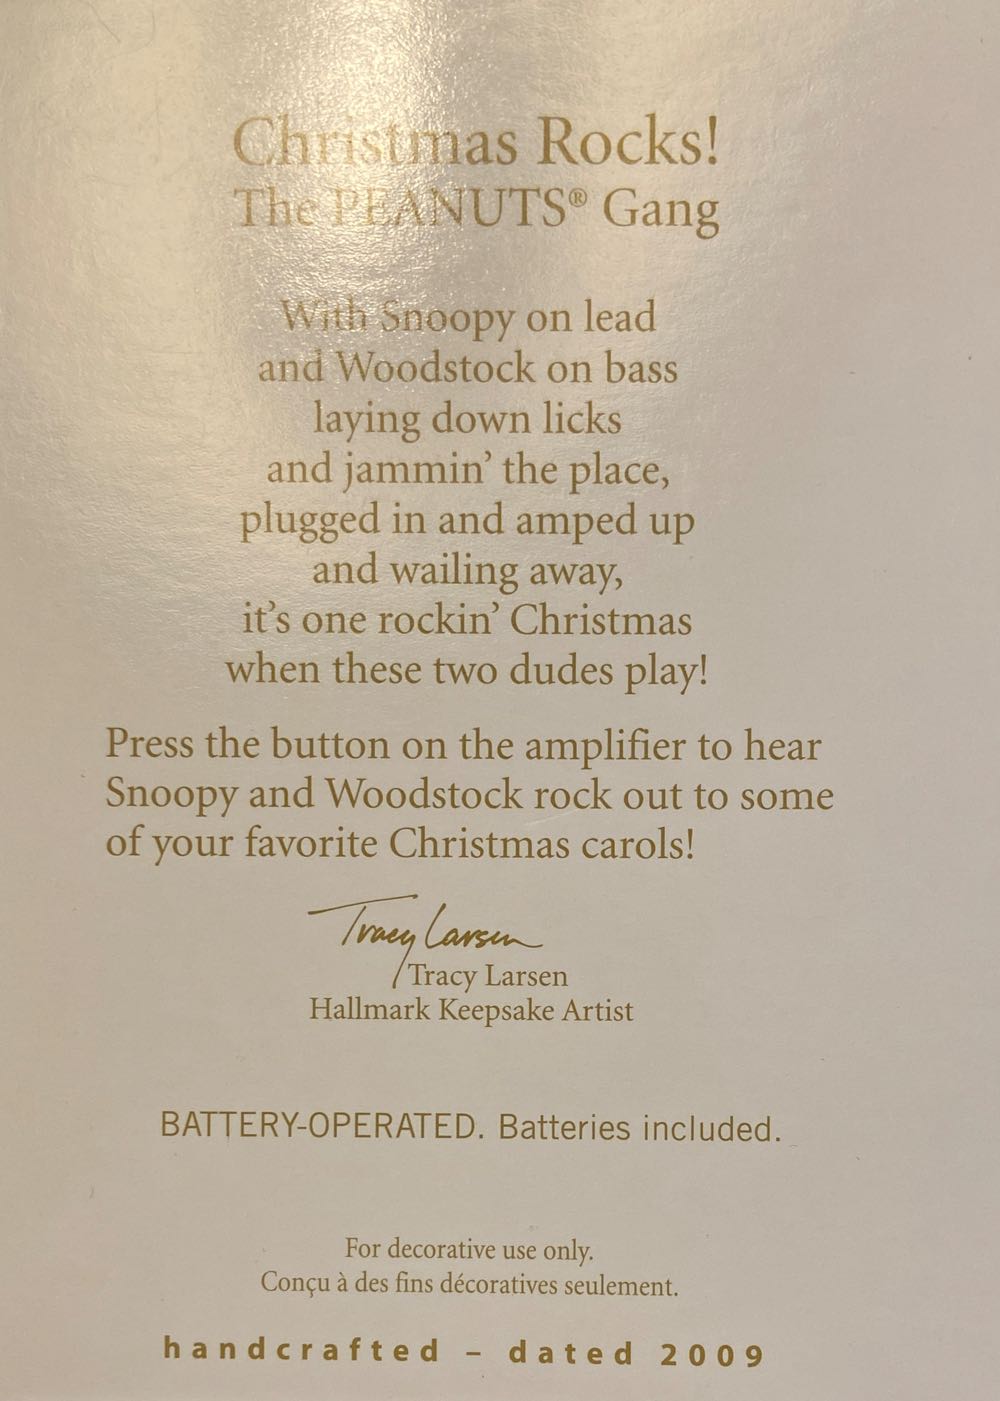 Christmas Rocks!
The PEANUTS® Gang
With Snoopy on lead
and Woodstock on bass
laying down licks
and jammin’ the place,
plugged in and amped up
and wailing away,
it’s one rockin’ Christmas
when these two dudes play!
Press the button on the amplifier to hear
Snoopy and Woodstock rock out to some
of your favorite Christmas carols!
Tracy Larsen
Tracy Larsen
Hallmark Keepsake Artist
BATTERY-OPERATED. Batteries included.
For decorative use only.
Conçu à des fins décoratives seulement.
handcrafted – dated 2009